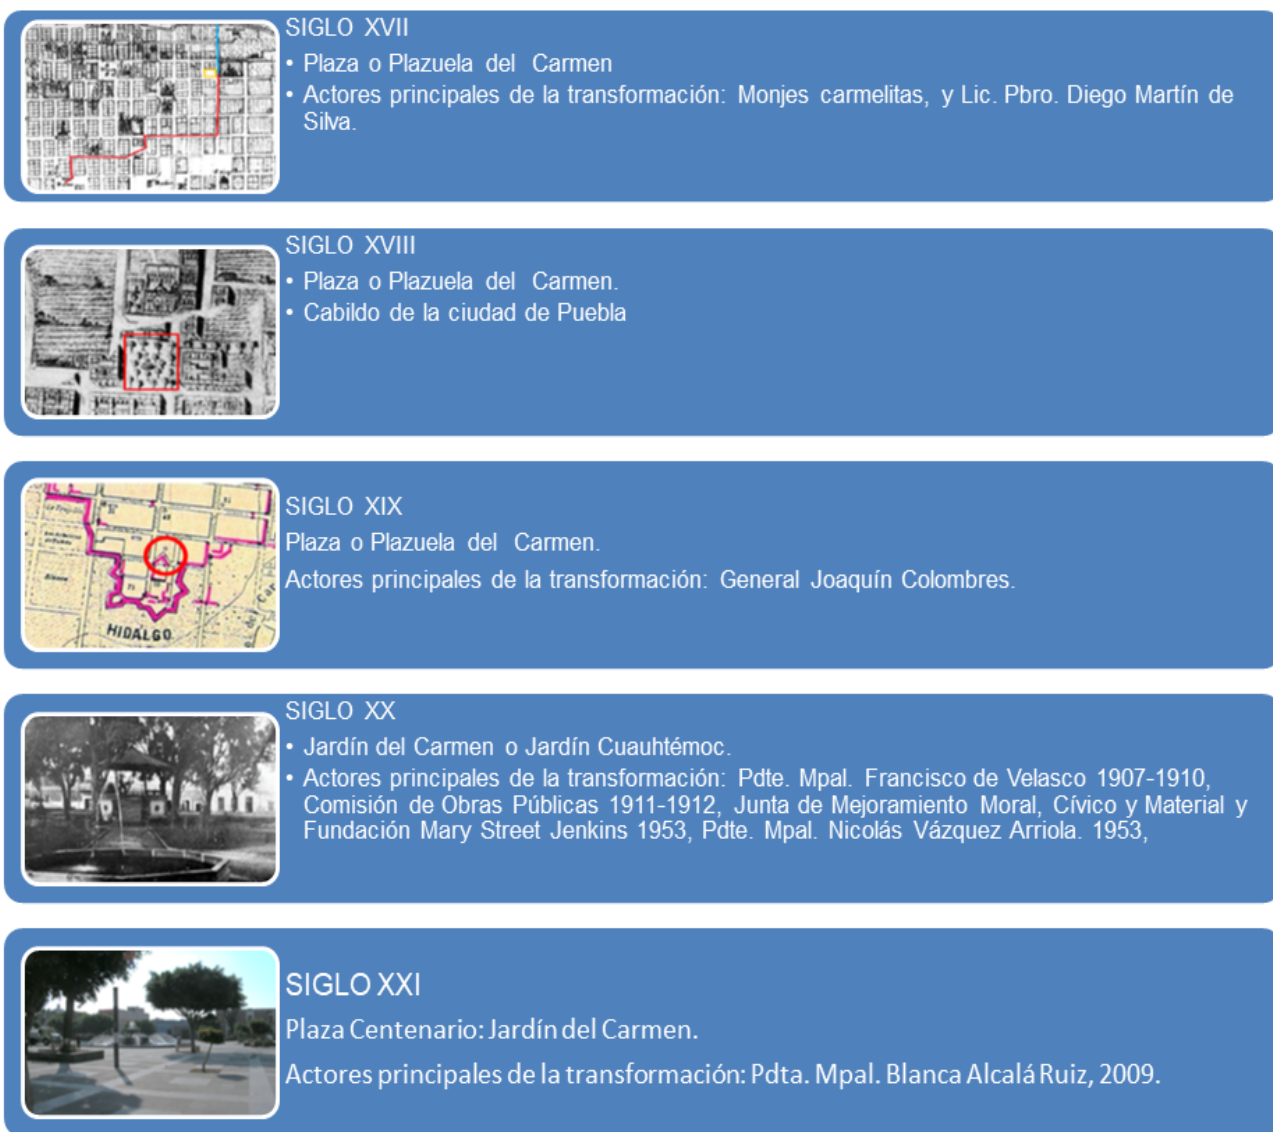 SIGLO XVII
• Plaza o Plazuela del Carmen
• Actores principales de la transformación: Monjes carmelitas, y Lic. Pbro. Diego Martín de
Silva.
SIGLO XVIII
• Plaza o Plazuela del Carmen.
• Cabildo de la ciudad de Puebla
SIGLO XIX
Plaza o Plazuela del Carmen.
Actores principales de la transformación: General Joaquín Colombres.
HIDALGO
SIGLO XX
• Jardín del Carmen o Jardín Cuauhtémoc.
• Actores principales de la transformación: Pdte. Mpal. Francisco de Velasco 1907-1910,
Comisión de Obras Públicas 1911-1912, Junta de Mejoramiento Moral, Cívico y Material y
Fundación Mary Street Jenkins 1953, Pdte. Mpal. Nicolás Vázquez Arriola. 1953,
SIGLO XXI
Plaza Centenario: Jardín del Carmen.
Actores principales de la transformación: Pdta. Mpal. Blanca Alcalá Ruiz, 2009.